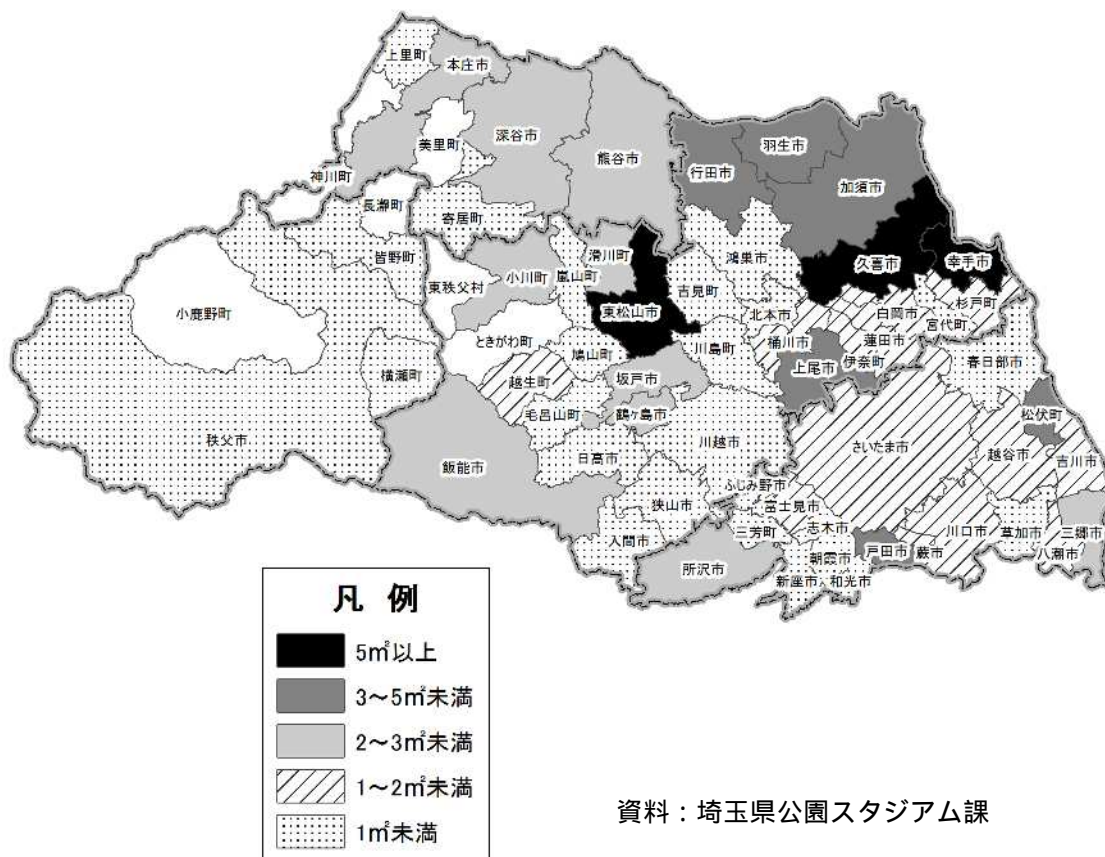 上里町
本庄市
深谷市
熊谷市
美里町
神川町
長瀞町
寄居町
皆野町
小鹿野町
秩父市
横瀬町
東秩父村
小川町
嵐山町
滑川町
東松山市
吉見町
ときがわ町
鳩山町
川島町
越生町
毛呂山町
坂戸市
鶴ヶ島市
飯能市
日高市
川越市
狭山市
入間市
所沢市
行田市
羽生市
加須市
鴻巣市
久喜市
幸手市
北本市
桶川市
白岡市
杉戸町
宮代町
蓮田市
伊奈町
上尾市
春日部市
松伏町
さいたま市
越谷市
吉川市
ふじみ野市
富士見市
三芳町
志木市
朝霞市
新座市
和光市
戸田市
蕨市
川口市
草加市
八潮市
三郷市
凡 例
5㎡以上
3～5㎡未満
2～3㎡未満
1～2㎡未満
1㎡未満
資料：埼玉県公園スタジアム課